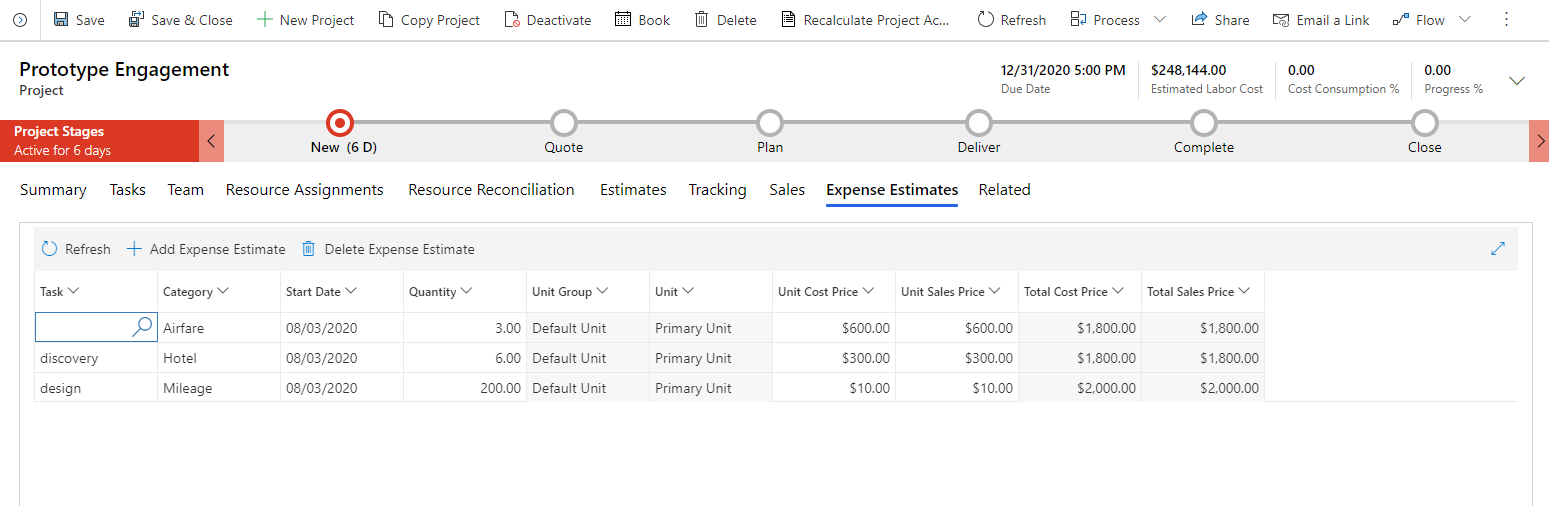 Save Save & Close New Project Copy Project Deactivate Book Delete Recalculate Project Ac... Refresh Process Share Email a Link Flow
Prototype Engagement
Project
12/31/2020 5:00 PM
Due Date
$248,144.00
Estimated Labor Cost
0.00
Cost Consumption %
0.00
Progress %
Project Stages
Active for 6 days
New (6 D) Quote Plan Deliver Complete Close
Summary Tasks Team Resource Assignments Resource Reconciliation Estimates Tracking Sales Expense Estimates Related
Refresh Add Expense Estimate Delete Expense Estimate
Task Category Start Date Quantity Unit Group Unit Unit Cost Price Unit Sales Price Total Cost Price Total Sales Price
Airfare 08/03/2020 3.00 Default Unit Primary Unit $600.00 $600.00 $1,800.00 $1,800.00
discovery Hotel 08/03/2020 6.00 Default Unit Primary Unit $300.00 $300.00 $1,800.00 $1,800.00
design Mileage 08/03/2020 200.00 Default Unit Primary Unit $10.00 $10.00 $2,000.00 $2,000.00